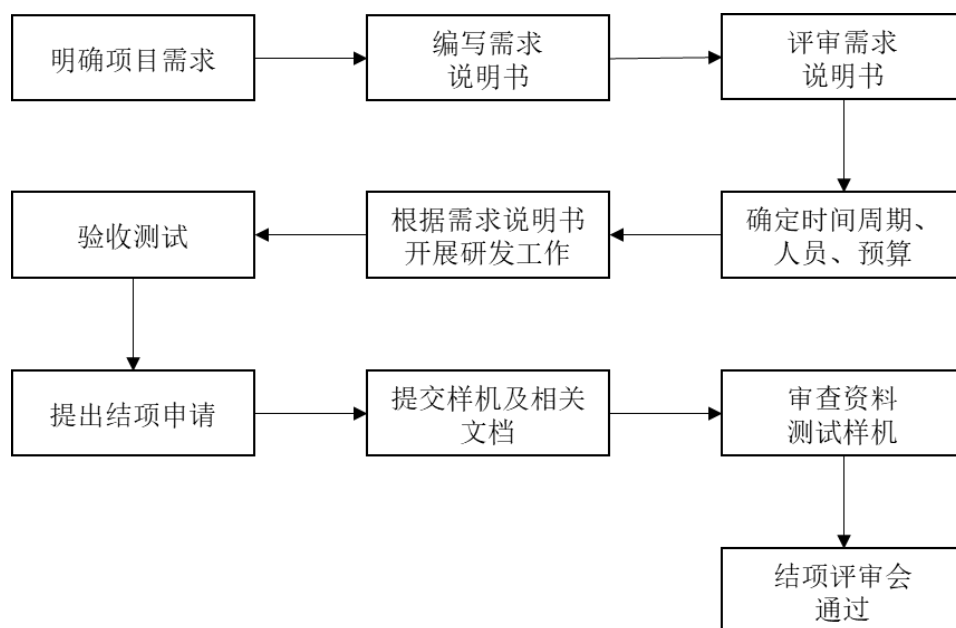 明确项目需求
编写需求
说明书
评审需求
说明书
确定时间周期、
人员、预算
根据需求说明书
开展研发工作
验收测试
提出结项申请
提交样机及相关
文档
审查资料
测试样机
结项评审会
通过